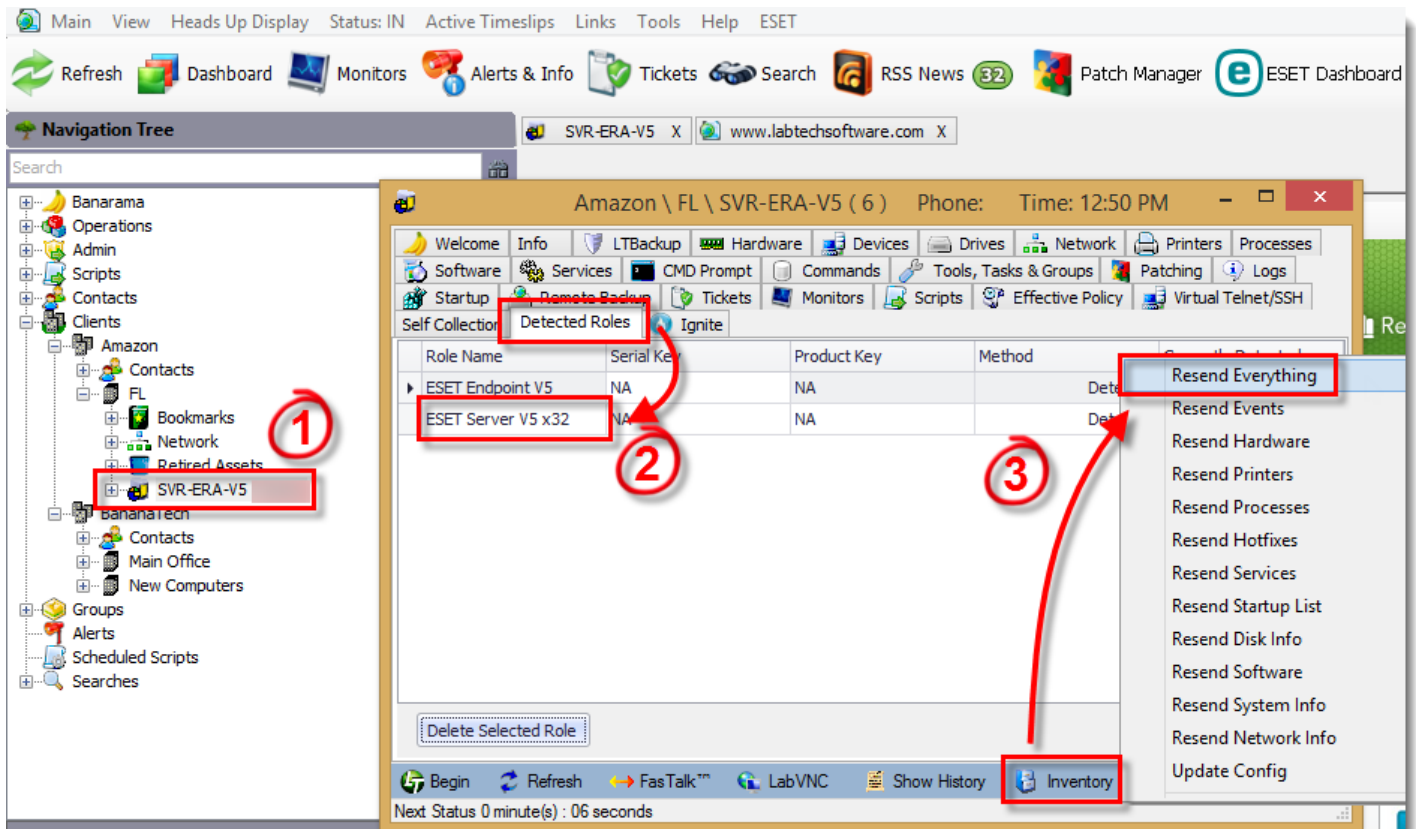 Main View Heads Up Display Status: IN Active Timeslips Links Tools Help ESET
Refresh Dashboard Monitors Alerts & Info Tickets Search RSS News 32 Patch Manager e ESET Dashboard
Navigation Tree
SVR-ERA-V5 X www.labtechsoftware.com X
Search
Banarama
Operations
Admin
Scripts
Contacts
Clients
Amazon
Contacts
FL
Bookmarks
Network
Retired Assets
SVR-ERA-V5
BananaTech
Contacts
Main Office
New Computers
Groups
Alerts
Scheduled Scripts
Searches
1
Amazon \ FL \ SVR-ERA-V5 ( 6 ) Phone: Time: 12:50 PM
Welcome Info LTBackup Hardware Devices Drives Network Printers Processes
Software Services CMD Prompt Commands Tools, Tasks & Groups Patching Logs
Startup Remote Backup Tickets Monitors Scripts Effective Policy Virtual Telnet/SSH
Self Collection Detected Roles Ignite
Re
Role Name Serial Key Product Key Method
ESET Endpoint V5 NA NA Dete
ESET Server V5 x32 NA NA Det
2
3
Resend Everything
Resend Events
Resend Hardware
Resend Printers
Resend Processes
Resend Hotfixes
Resend Services
Resend Startup List
Resend Disk Info
Resend Software
Resend System Info
Resend Network Info
Update Config
Delete Selected Role
Begin Refresh FasTalk™ LabVNC Show History Inventory
Next Status 0 minute(s) : 06 seconds